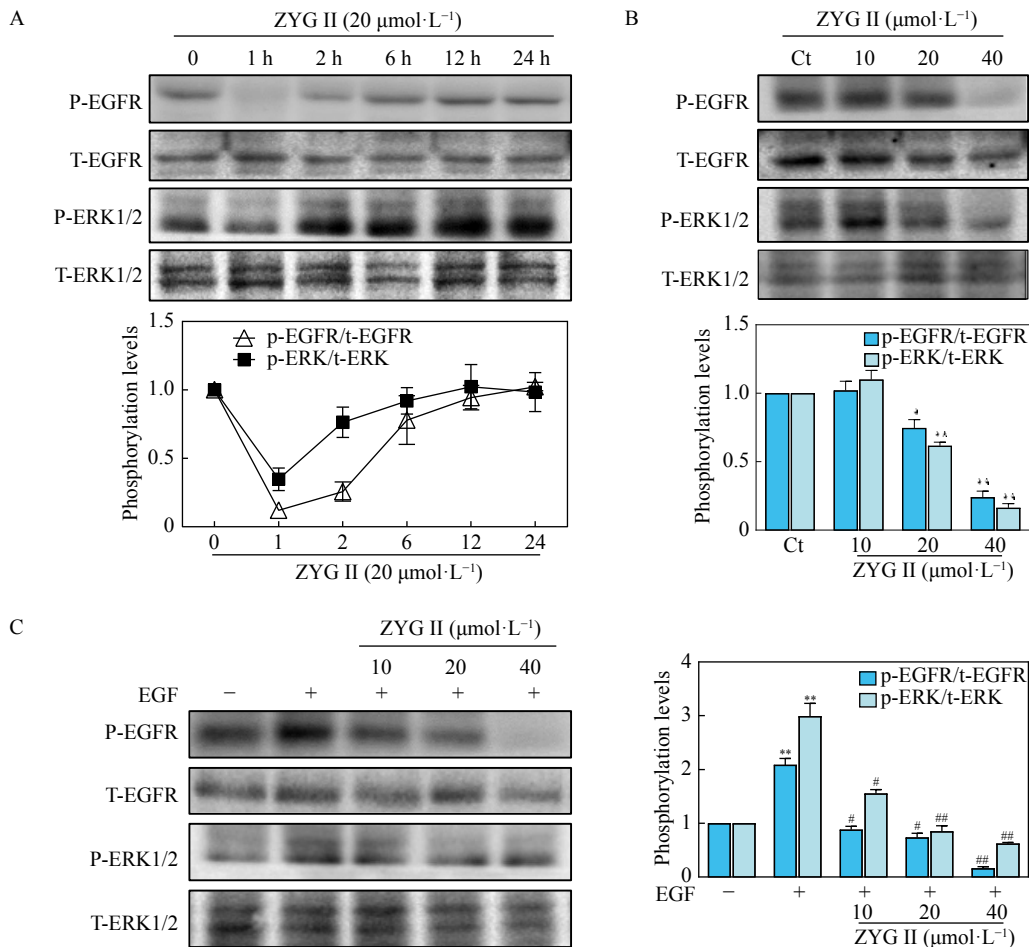 A
ZYG II (20 μmol·L⁻¹)
0 1 h 2 h 6 h 12 h 24 h
P-EGFR
T-EGFR
P-ERK1/2
T-ERK1/2
1.5
1.0
0.5
0
Phosphorylation levels
p-EGFR/t-EGFR
p-ERK/t-ERK
0 1 2 6 12 24
ZYG II (20 μmol·L⁻¹)
B
ZYG II (μmol·L⁻¹)
Ct 10 20 40
P-EGFR
T-EGFR
P-ERK1/2
T-ERK1/2
1.5
1.0
0.5
0
Phosphorylation levels
p-EGFR/t-EGFR
p-ERK/t-ERK
* ** ** **
Ct 10 20 40
ZYG II (μmol·L⁻¹)
C
ZYG II (μmol·L⁻¹)
10 20 40
EGF − + + + +
P-EGFR
T-EGFR
P-ERK1/2
T-ERK1/2
4
3
2
1
0
Phosphorylation levels
p-EGFR/t-EGFR
p-ERK/t-ERK
** ** # # # ## ## ##
EGF − + + + +
10 20 40
ZYG II (μmol·L⁻¹)